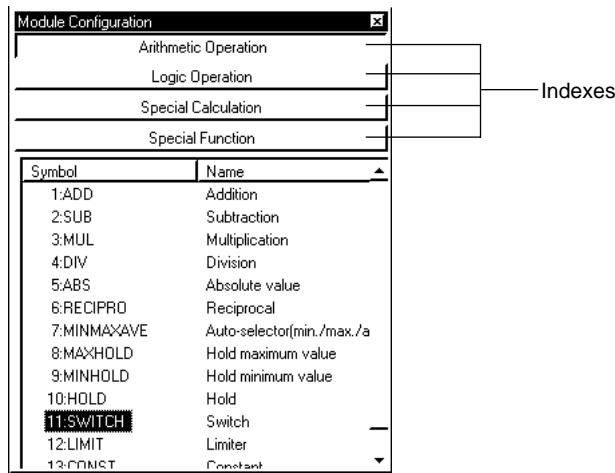 Module Configuration
Arithmetic Operation
Logic Operation
Special Calculation
Special Function
Indexes
Symbol Name
1:ADD Addition
2:SUB Subtraction
3:MUL Multiplication
4:DIV Division
5:ABS Absolute value
6:RECIPRO Reciprocal
7:MINMAXAVE Auto-selector(min./max./a
8:MAXHOLD Hold maximum value
9:MINHOLD Hold minimum value
10:HOLD Hold
11:SWITCH Switch
12:LIMIT Limiter
13:CONST Constant